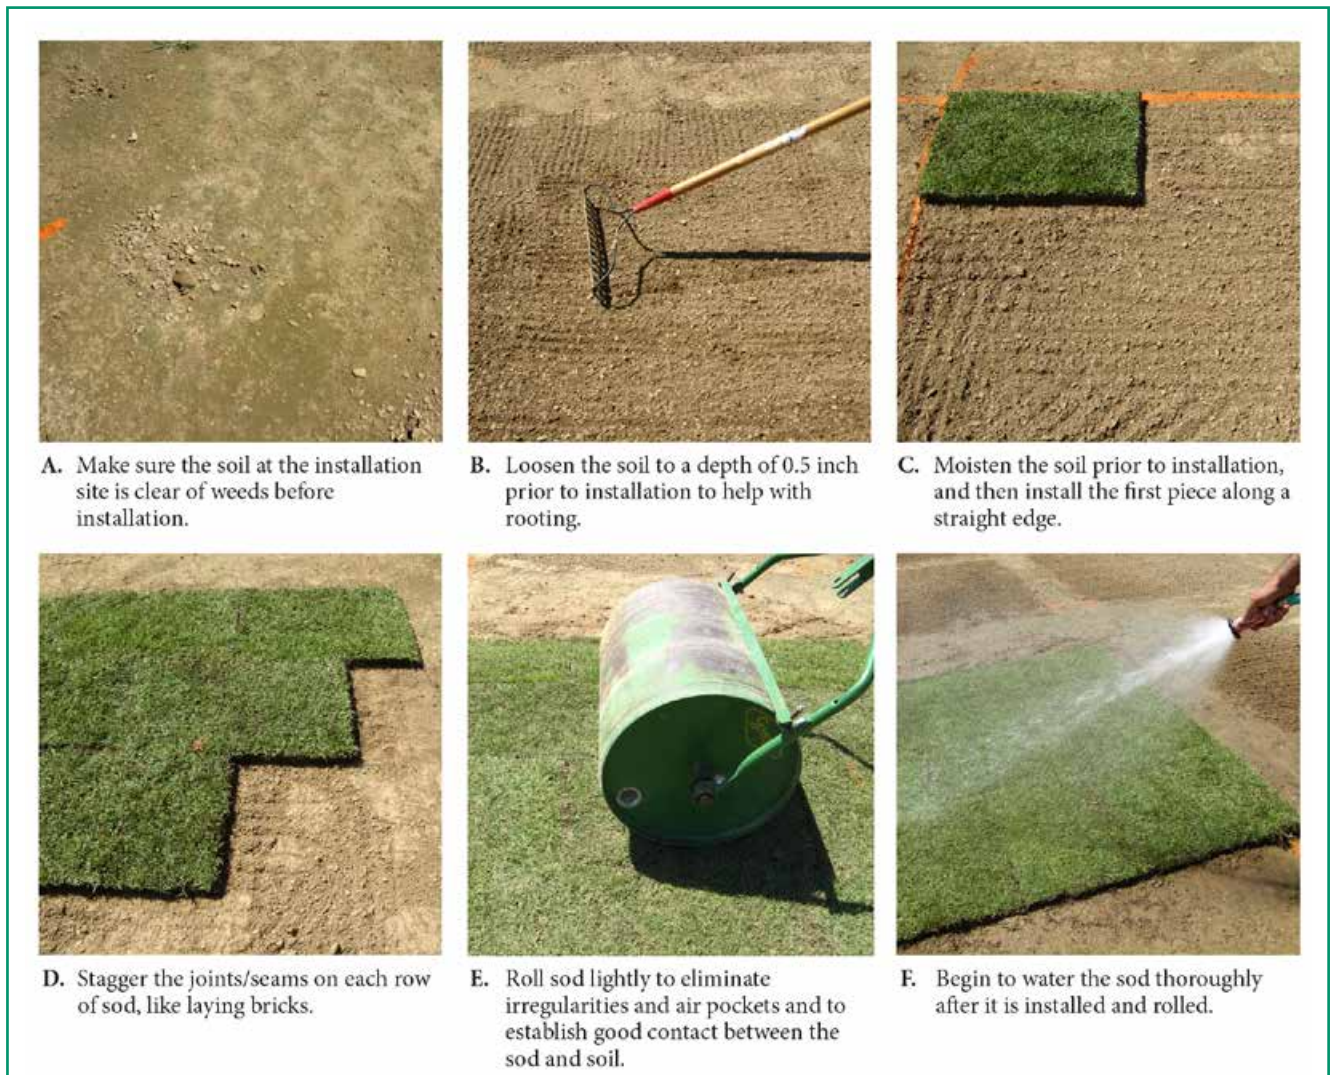 A. Make sure the soil at the installation
site is clear of weeds before
installation.
B. Loosen the soil to a depth of 0.5 inch
prior to installation to help with
rooting.
C. Moisten the soil prior to installation,
and then install the first piece along a
straight edge.
D. Stagger the joints/seams on each row
of sod, like laying bricks.
E. Roll sod lightly to eliminate
irregularities and air pockets and to
establish good contact between the
sod and soil.
F. Begin to water the sod thoroughly
after it is installed and rolled.